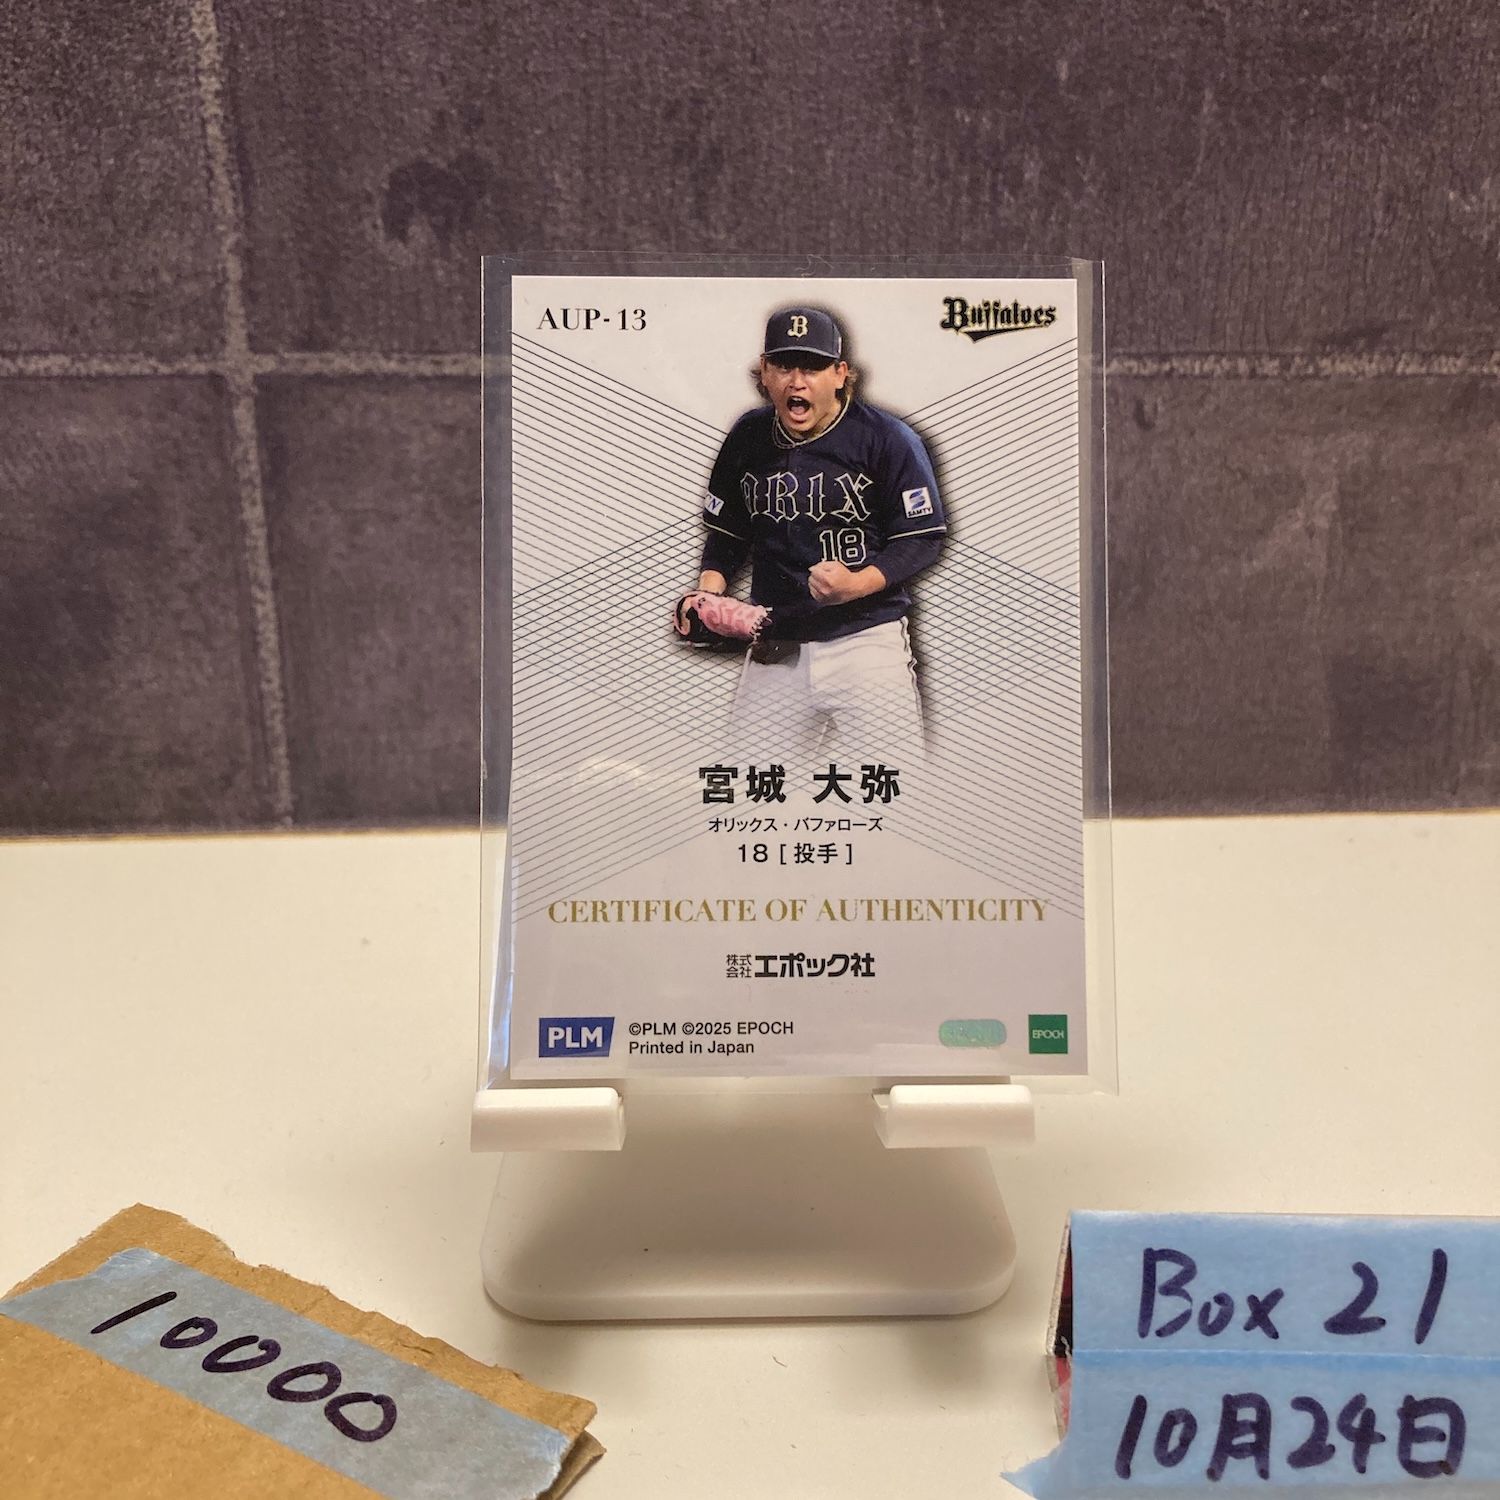 AUP-13
Buffaloes
B
ORIX
SAMTY
18
宮城 大弥
オリックス・バファローズ
18 [ 投手 ]
CERTIFICATE OF AUTHENTICITY
株式会社エポック社
PLM
©PLM ©2025 EPOCH
Printed in Japan
EPOCH
10000
Box 21
10月24日